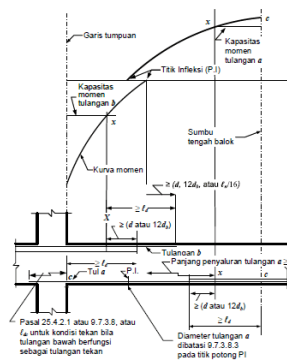 Garis tumpuan
x
c
Kapasitas
momen
tulangan a
Titik Infleksi (P.I)
Kapasitas
momen
tulangan b
x
Sumbu
tengah balok
Kurva momen
≥ (d, 12db, atau ℓn/16)
≥ ℓd
X
≥ (d atau 12db)
Tulangan b
Panjang penyaluran tulangan a ≥
≥ ℓd
c
Tul a
P.I.
x
c
≥ (d atau 12db)
≥ ℓd
Pasal 25.4.2.1 atau 9.7.3.8, atau
ℓdc untuk kondisi tekan bila
tulangan bawah berfungsi
sebagai tulangan tekan
Diameter tulangan a
dibatasi 9.7.3.8.3
pada titik potong PI